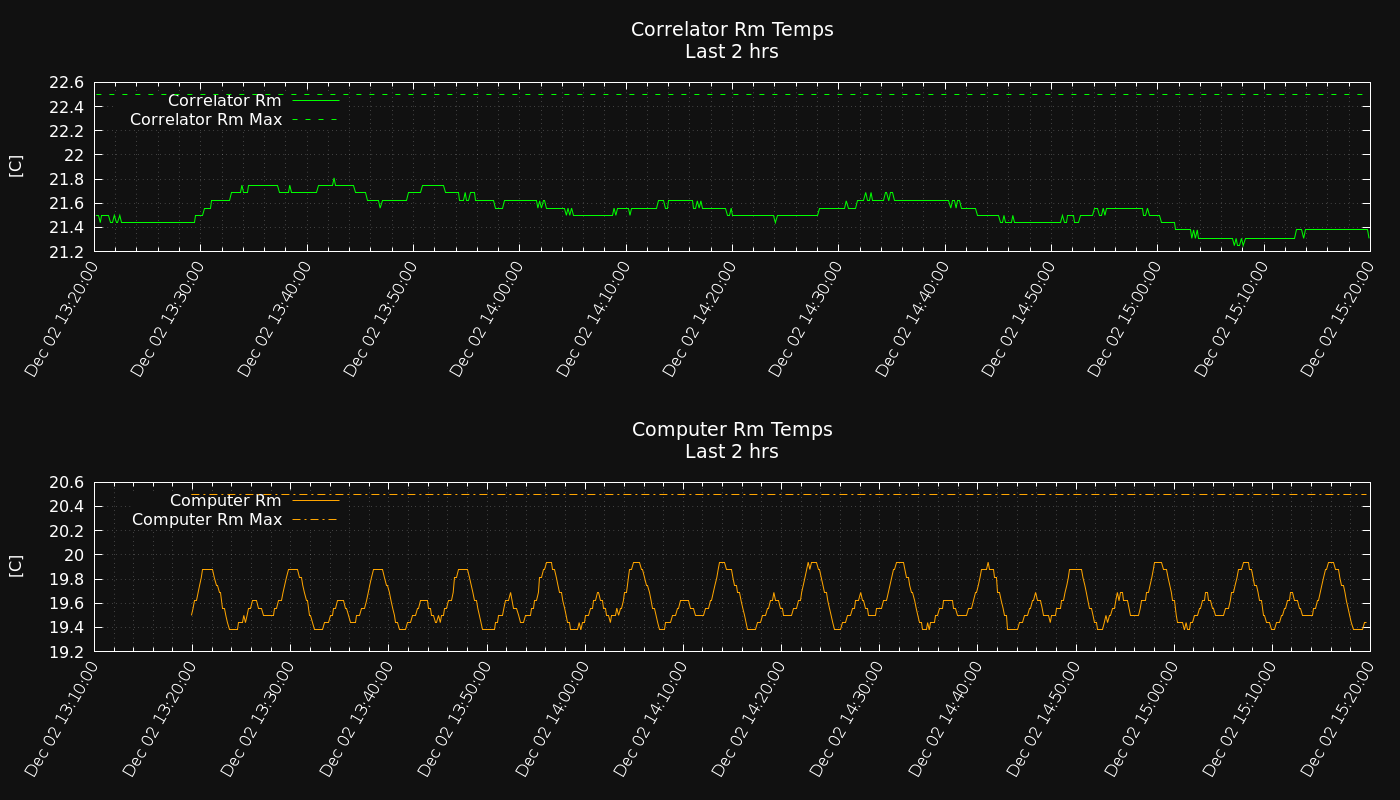 Correlator Rm Temps
Last 2 hrs
[C]
22.6
22.4
22.2
22
21.8
21.6
21.4
21.2
Correlator Rm
Correlator Rm Max
Dec 02 13:20:00
Dec 02 13:30:00
Dec 02 13:40:00
Dec 02 13:50:00
Dec 02 14:00:00
Dec 02 14:10:00
Dec 02 14:20:00
Dec 02 14:30:00
Dec 02 14:40:00
Dec 02 14:50:00
Dec 02 15:00:00
Dec 02 15:10:00
Dec 02 15:20:00
Computer Rm Temps
Last 2 hrs
[C]
20.6
20.4
20.2
20
19.8
19.6
19.4
19.2
Computer Rm
Computer Rm Max
Dec 02 13:10:00
Dec 02 13:20:00
Dec 02 13:30:00
Dec 02 13:40:00
Dec 02 13:50:00
Dec 02 14:00:00
Dec 02 14:10:00
Dec 02 14:20:00
Dec 02 14:30:00
Dec 02 14:40:00
Dec 02 14:50:00
Dec 02 15:00:00
Dec 02 15:10:00
Dec 02 15:20:00